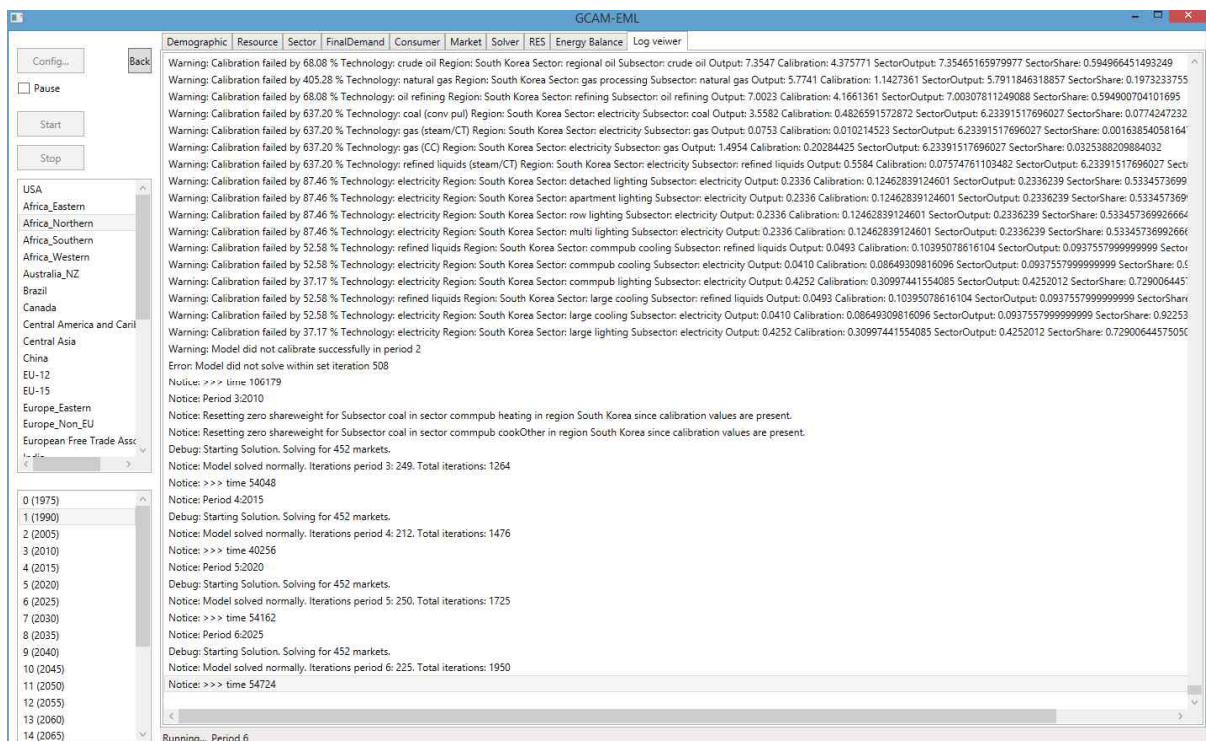 GCAM-EML
Config...
Back
Pause
Start
Stop
USA
Africa_Eastern
Africa_Northern
Africa_Southern
Africa_Western
Australia_NZ
Brazil
Canada
Central America and Caril
Central Asia
China
EU-12
EU-15
Europe_Eastern
Europe_Non_EU
European Free Trade Assc
0 (1975)
1 (1990)
2 (2005)
3 (2010)
4 (2015)
5 (2020)
6 (2025)
7 (2030)
8 (2035)
9 (2040)
10 (2045)
11 (2050)
12 (2055)
13 (2060)
14 (2065)
Demographic Resource Sector FinalDemand Consumer Market Solver RES Energy Balance Log veiwer
Warning: Calibration failed by 68.08 % Technology: crude oil Region: South Korea Sector: regional oil Subsector: crude oil Output: 7.3547 Calibration: 4.375771 SectorOutput: 7.35465165979977 SectorShare: 0.594966451493249
Warning: Calibration failed by 405.28 % Technology: natural gas Region: South Korea Sector: gas processing Subsector: natural gas Output: 5.7741 Calibration: 1.1427361 SectorOutput: 5.7911846318857 SectorShare: 0.1973233755
Warning: Calibration failed by 68.08 % Technology: oil refining Region: South Korea Sector: refining Subsector: oil refining Output: 7.0023 Calibration: 4.1661361 SectorOutput: 7.00307811249088 SectorShare: 0.594900704101695
Warning: Calibration failed by 637.20 % Technology: coal (conv pul) Region: South Korea Sector: electricity Subsector: coal Output: 3.5582 Calibration: 0.4826591572872 SectorOutput: 6.23391517696027 SectorShare: 0.0774247232
Warning: Calibration failed by 637.20 % Technology: gas (steam/CT) Region: South Korea Sector: electricity Subsector: gas Output: 0.0753 Calibration: 0.010214523 SectorOutput: 6.23391517696027 SectorShare: 0.00163854058164
Warning: Calibration failed by 637.20 % Technology: gas (CC) Region: South Korea Sector: electricity Subsector: gas Output: 1.4954 Calibration: 0.20284425 SectorOutput: 6.23391517696027 SectorShare: 0.0325388209884032
Warning: Calibration failed by 637.20 % Technology: refined liquids (steam/CT) Region: South Korea Sector: electricity Subsector: refined liquids Output: 0.5584 Calibration: 0.07574761103482 SectorOutput: 6.23391517696027 Secto
Warning: Calibration failed by 87.46 % Technology: electricity Region: South Korea Sector: detached lighting Subsector: electricity Output: 0.2336 Calibration: 0.12462839124601 SectorOutput: 0.2336239 SectorShare: 0.5334573699
Warning: Calibration failed by 87.46 % Technology: electricity Region: South Korea Sector: apartment lighting Subsector: electricity Output: 0.2336 Calibration: 0.12462839124601 SectorOutput: 0.2336239 SectorShare: 0.533457369
Warning: Calibration failed by 87.46 % Technology: electricity Region: South Korea Sector: row lighting Subsector: electricity Output: 0.2336 Calibration: 0.12462839124601 SectorOutput: 0.2336239 SectorShare: 0.533457369926664
Warning: Calibration failed by 87.46 % Technology: electricity Region: South Korea Sector: multi lighting Subsector: electricity Output: 0.2336 Calibration: 0.12462839124601 SectorOutput: 0.2336239 SectorShare: 0.53345736992666
Warning: Calibration failed by 52.58 % Technology: refined liquids Region: South Korea Sector: commpub cooling Subsector: refined liquids Output: 0.0493 Calibration: 0.10395078616104 SectorOutput: 0.0937557999999999 Sector
Warning: Calibration failed by 52.58 % Technology: electricity Region: South Korea Sector: commpub cooling Subsector: electricity Output: 0.0410 Calibration: 0.08649309816096 SectorOutput: 0.0937557999999999 SectorShare: 0.9
Warning: Calibration failed by 37.17 % Technology: electricity Region: South Korea Sector: commpub lighting Subsector: electricity Output: 0.4252 Calibration: 0.30997441554085 SectorOutput: 0.4252012 SectorShare: 0.7290064457
Warning: Calibration failed by 52.58 % Technology: refined liquids Region: South Korea Sector: large cooling Subsector: refined liquids Output: 0.0493 Calibration: 0.10395078616104 SectorOutput: 0.0937557999999999 SectorShare
Warning: Calibration failed by 52.58 % Technology: electricity Region: South Korea Sector: large cooling Subsector: electricity Output: 0.0410 Calibration: 0.08649309816096 SectorOutput: 0.0937557999999999 SectorShare: 0.92253
Warning: Calibration failed by 37.17 % Technology: electricity Region: South Korea Sector: large lighting Subsector: electricity Output: 0.4252 Calibration: 0.30997441554085 SectorOutput: 0.4252012 SectorShare: 0.72900644575050
Warning: Model did not calibrate successfully in period 2
Error: Model did not solve within set iteration 508
Notice: >>> time 106179
Notice: Period 3:2010
Notice: Resetting zero shareweight for Subsector coal in sector commpub heating in region South Korea since calibration values are present.
Notice: Resetting zero shareweight for Subsector coal in sector commpub cookOther in region South Korea since calibration values are present.
Debug: Starting Solution. Solving for 452 markets.
Notice: Model solved normally. Iterations period 3: 249. Total iterations: 1264
Notice: >>> time 54048
Notice: Period 4:2015
Debug: Starting Solution. Solving for 452 markets.
Notice: Model solved normally. Iterations period 4: 212. Total iterations: 1476
Notice: >>> time 40256
Notice: Period 5:2020
Debug: Starting Solution. Solving for 452 markets.
Notice: Model solved normally. Iterations period 5: 250. Total iterations: 1725
Notice: >>> time 54162
Notice: Period 6:2025
Debug: Starting Solution. Solving for 452 markets.
Notice: Model solved normally. Iterations period 6: 225. Total iterations: 1950
Notice: >>> time 54724
Running... Period 6